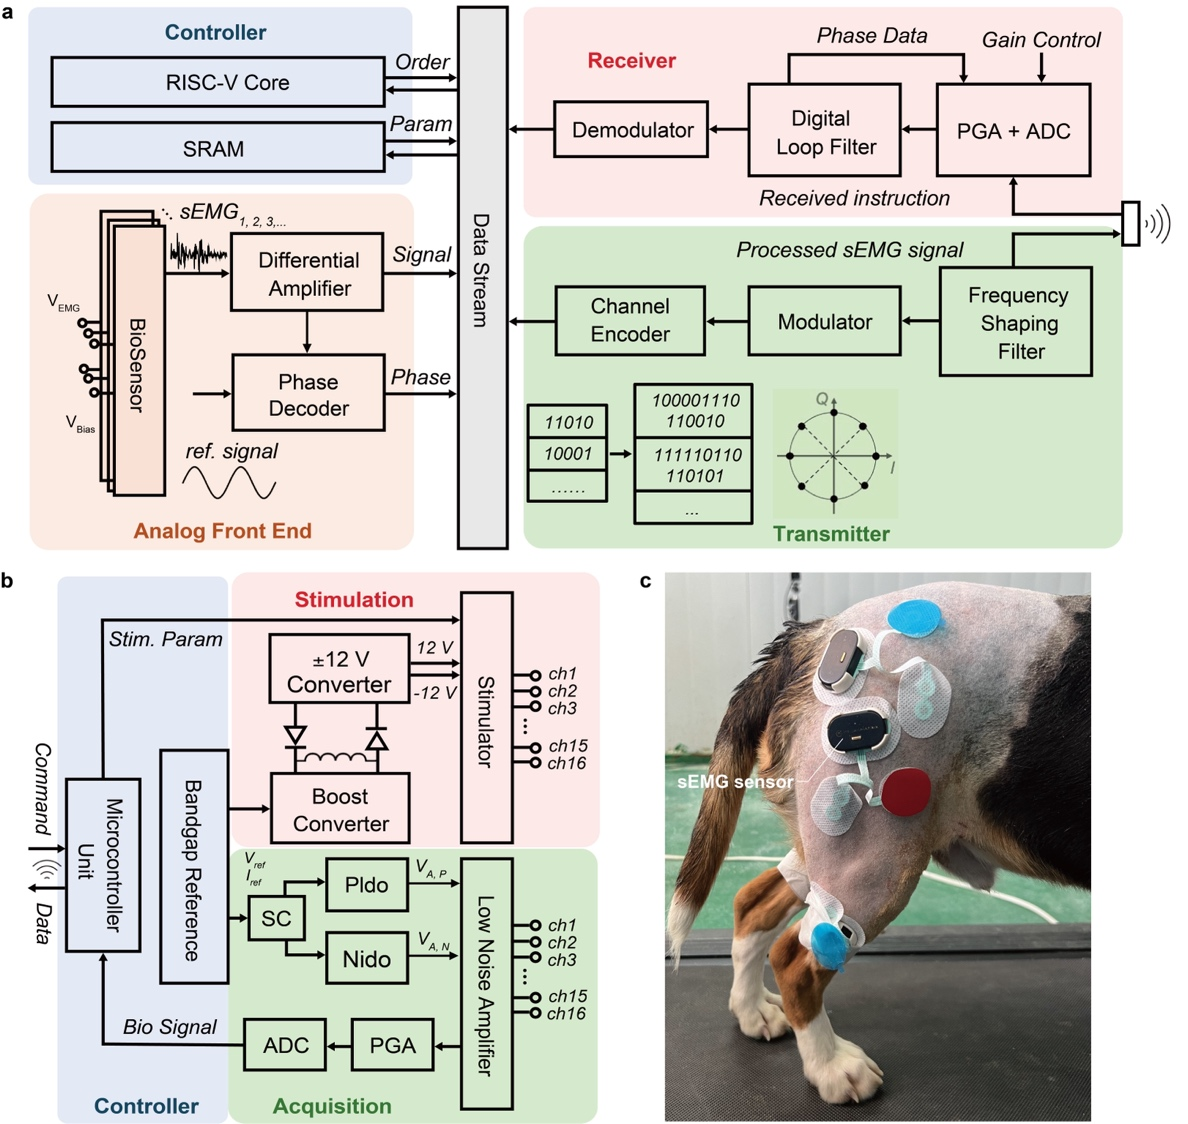 a
Controller
RISC-V Core
SRAM
Order
Param
sEMG1, 2, 3,...
VEMG
VBias
BioSensor
Differential
Amplifier
Signal
Phase
Decoder
Phase
ref. signal
Analog Front End
Data Stream
Receiver
Phase Data
Gain Control
Demodulator
Digital
Loop Filter
PGA + ADC
Received instruction
Processed sEMG signal
Channel
Encoder
Modulator
Frequency
Shaping
Filter
11010
10001
......
100001110
110010
111110110
110101
...
Q
I
Transmitter
b
Stimulation
Stim. Param
±12 V
Converter
12 V
-12 V
Stimulator
ch1
ch2
ch3
ch15
ch16
Boost
Converter
Command
Data
Microcontroller
Unit
Bandgap Reference
Vref
Iref
SC
Pldo
Nldo
VA, P
VA, N
Low Noise Amplifier
ch1
ch2
ch3
ch15
ch16
Bio Signal
ADC
PGA
Controller
Acquisition
c
sEMG sensor